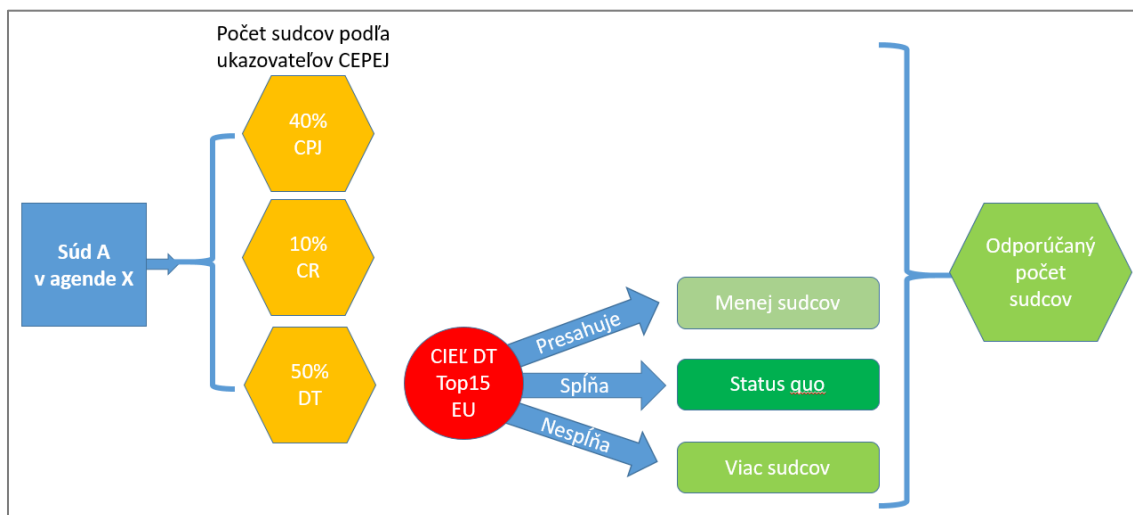 Počet sudcov podľa
ukazovateľov CEPEJ
40%
CPJ
Súd A
v agende X
10%
CR
50%
DT
CIEĽ DT
Top15
EU
Presahuje
Spĺňa
Nespĺňa
Menej sudcov
Status quo
Viac sudcov
Odporúčaný
počet
sudcov